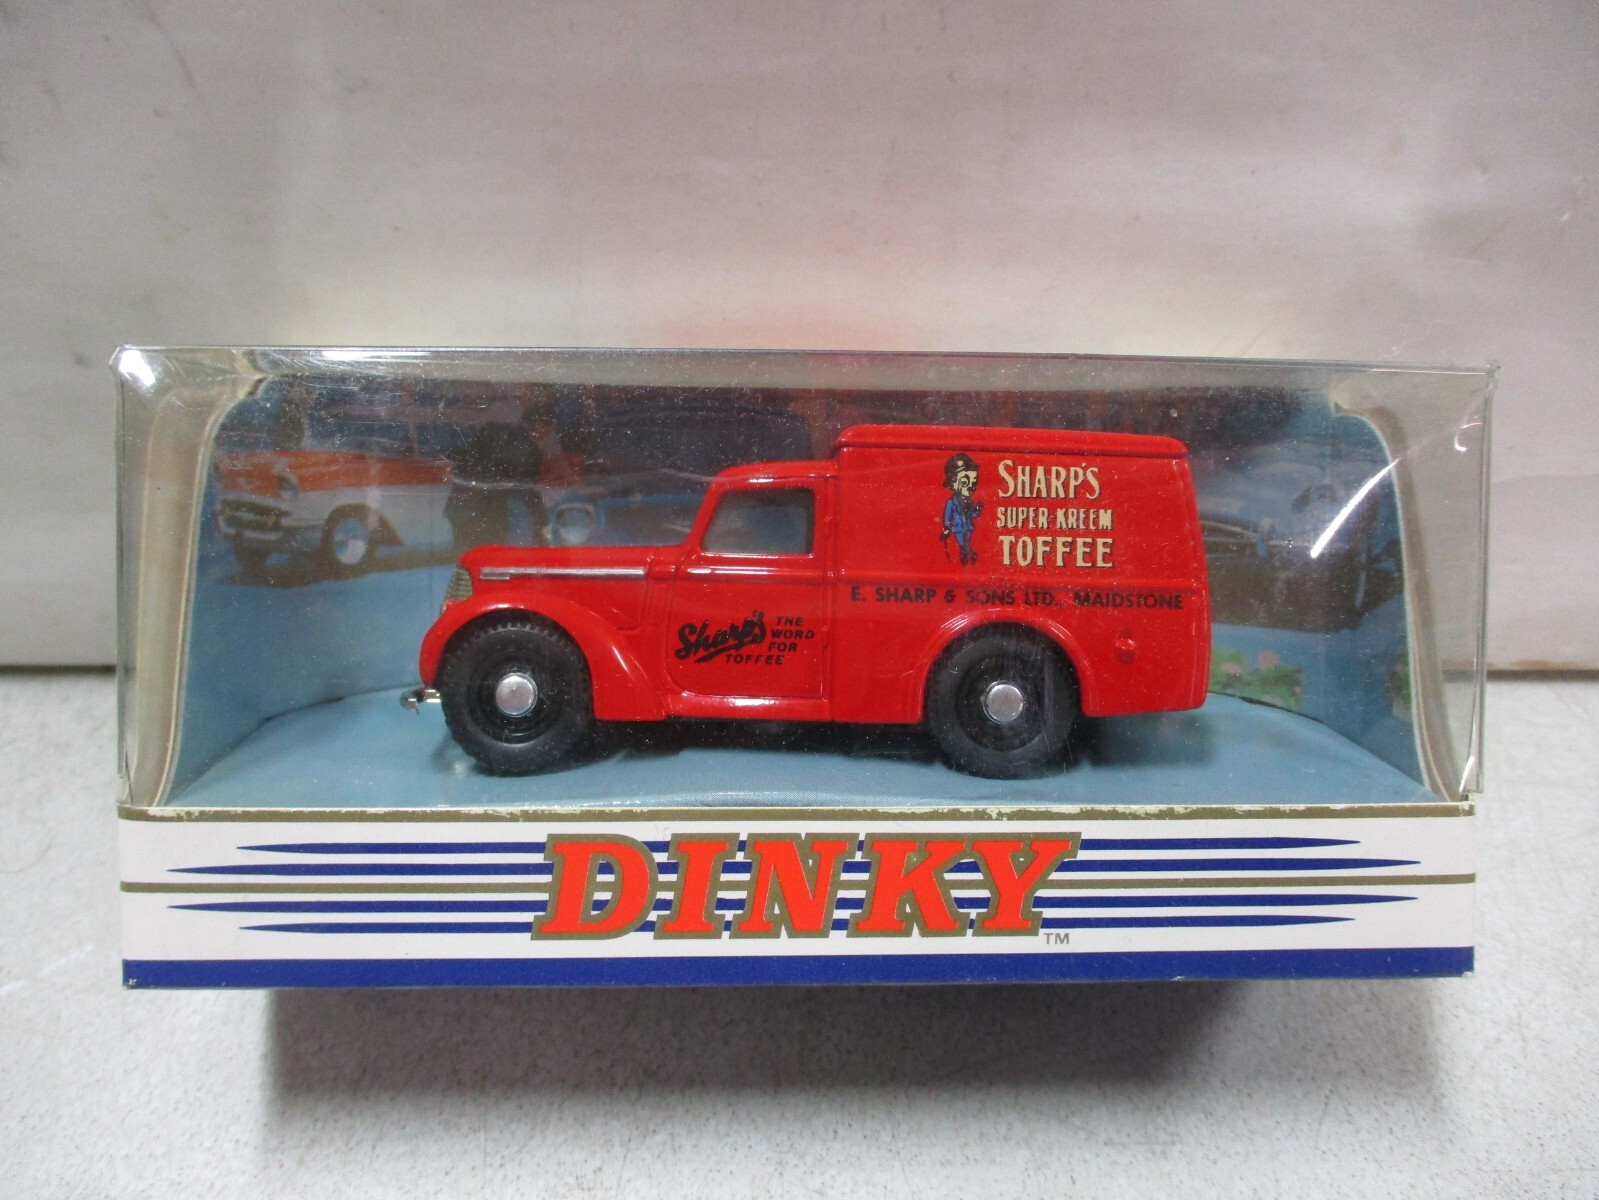 SHARP'S
SUPER-KREEM
TOFFEE
E. SHARP & SONS LTD., MAIDSTONE
Sharp's THE
WORD
FOR
TOFFEE
DINKY
TM